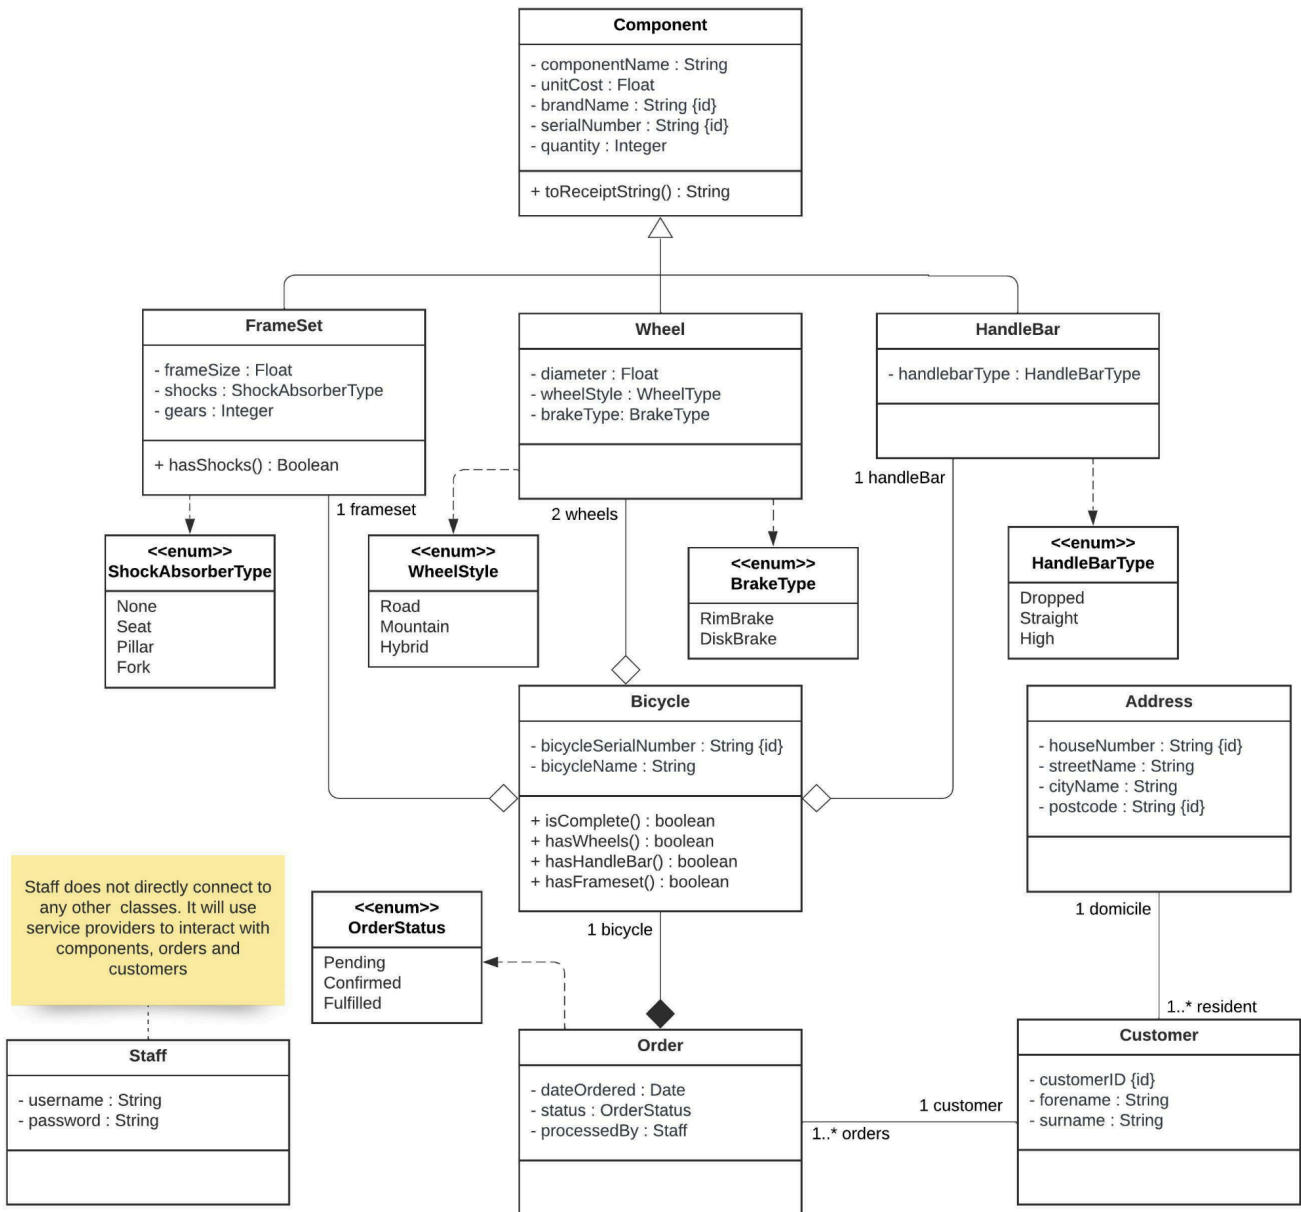 Component
- componentName : String
- unitCost : Float
- brandName : String {id}
- serialNumber : String {id}
- quantity : Integer
+ toReceiptString() : String
FrameSet
- frameSize : Float
- shocks : ShockAbsorberType
- gears : Integer
+ hasShocks() : Boolean
Wheel
- diameter : Float
- wheelStyle : WheelType
- brakeType: BrakeType
HandleBar
- handlebarType : HandleBarType
1 frameset
2 wheels
1 handleBar
<<enum>>
ShockAbsorberType
None
Seat
Pillar
Fork
<<enum>>
WheelStyle
Road
Mountain
Hybrid
<<enum>>
BrakeType
RimBrake
DiskBrake
<<enum>>
HandleBarType
Dropped
Straight
High
Bicycle
- bicycleSerialNumber : String {id}
- bicycleName : String
+ isComplete() : boolean
+ hasWheels() : boolean
+ hasHandleBar() : boolean
+ hasFrameset() : boolean
Address
- houseNumber : String {id}
- streetName : String
- cityName : String
- postcode : String {id}
Staff does not directly connect to
any other classes. It will use
service providers to interact with
components, orders and
customers
<<enum>>
OrderStatus
Pending
Confirmed
Fulfilled
1 bicycle
1 domicile
1..* resident
Staff
- username : String
- password : String
Order
- dateOrdered : Date
- status : OrderStatus
- processedBy : Staff
1 customer
1..* orders
Customer
- customerID {id}
- forename : String
- surname : String